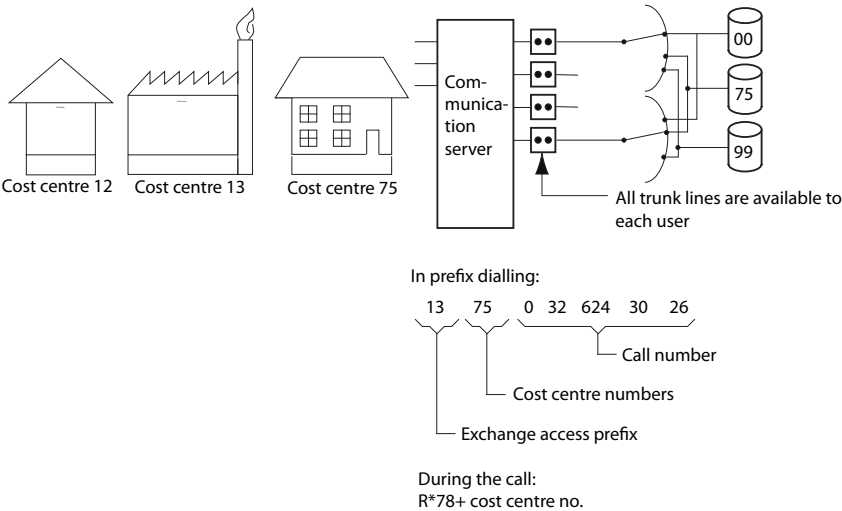 Cost centre 12
Cost centre 13
Cost centre 75
Com-
munica-
tion
server
00
75
99
All trunk lines are available to
each user
In prefix dialling:
13 75 0 32 624 30 26
Call number
Cost centre numbers
Exchange access prefix
During the call:
R*78+ cost centre no.